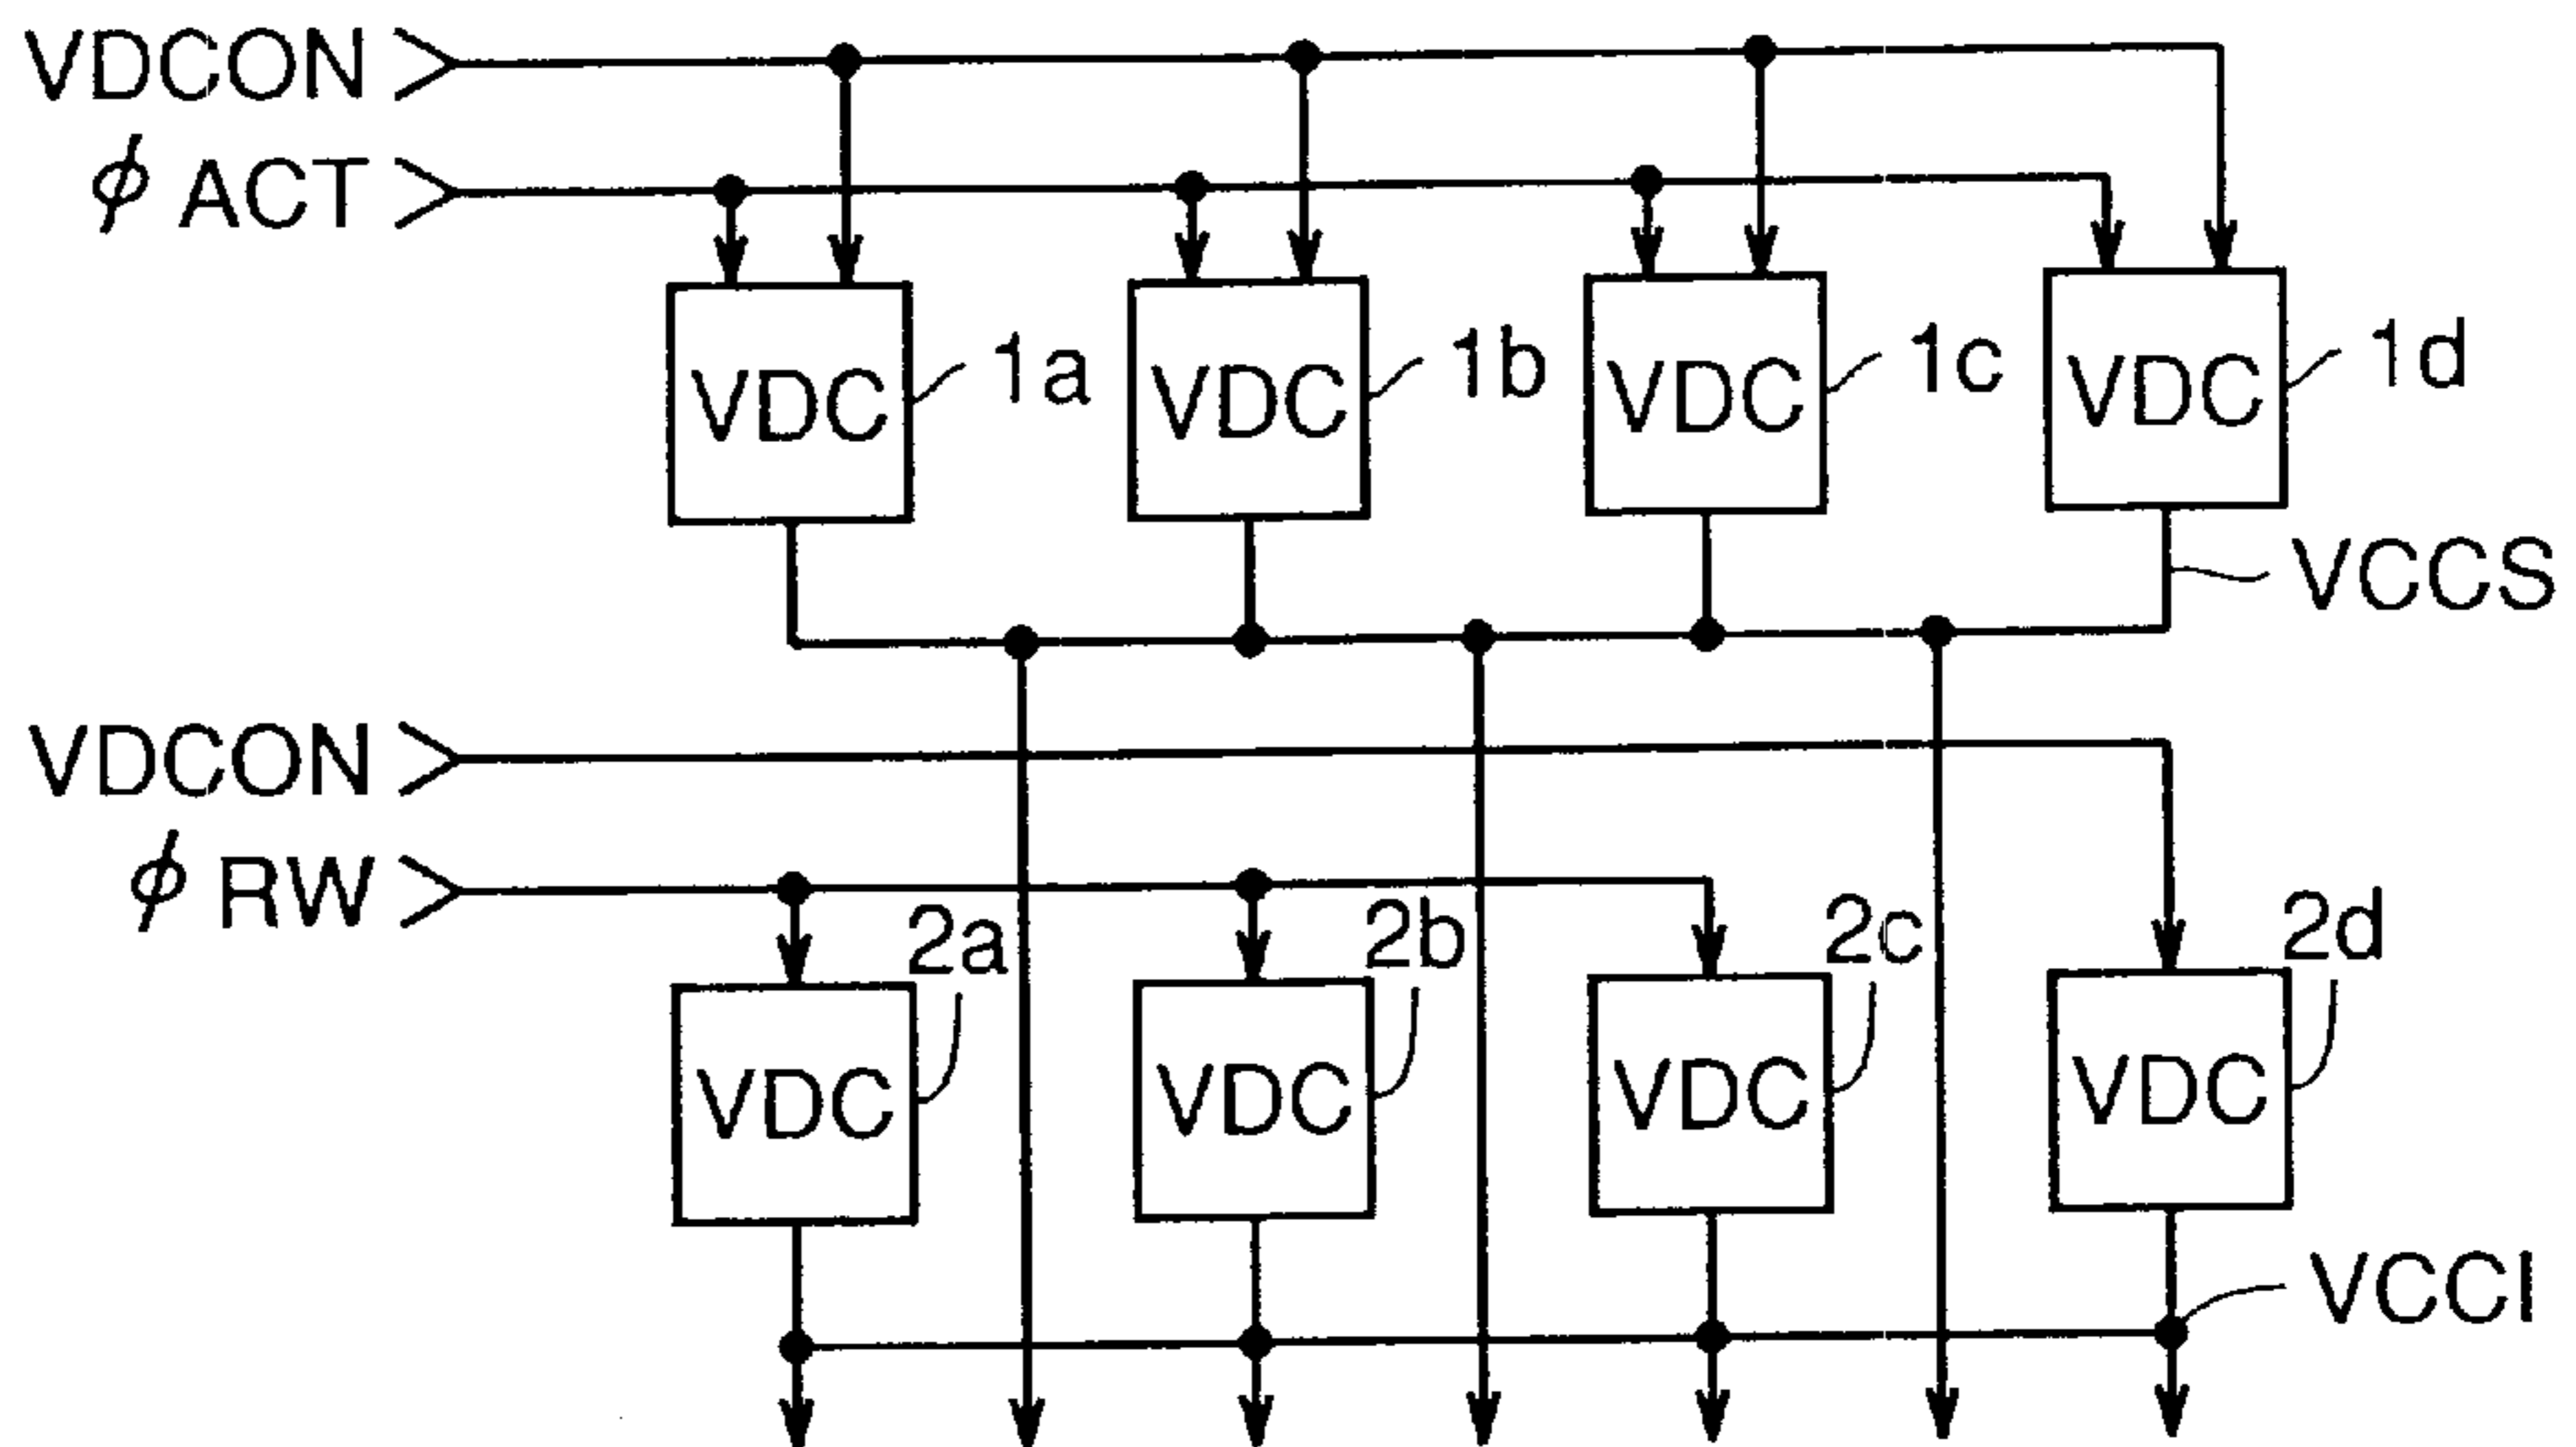 VDCON
ϕ ACT
VDC 1a VDC 1b VDC 1c VDC 1d
VCCS
VDCON
ϕ RW
2a 2b 2c 2d
VDC VDC VDC VDC
VCCI